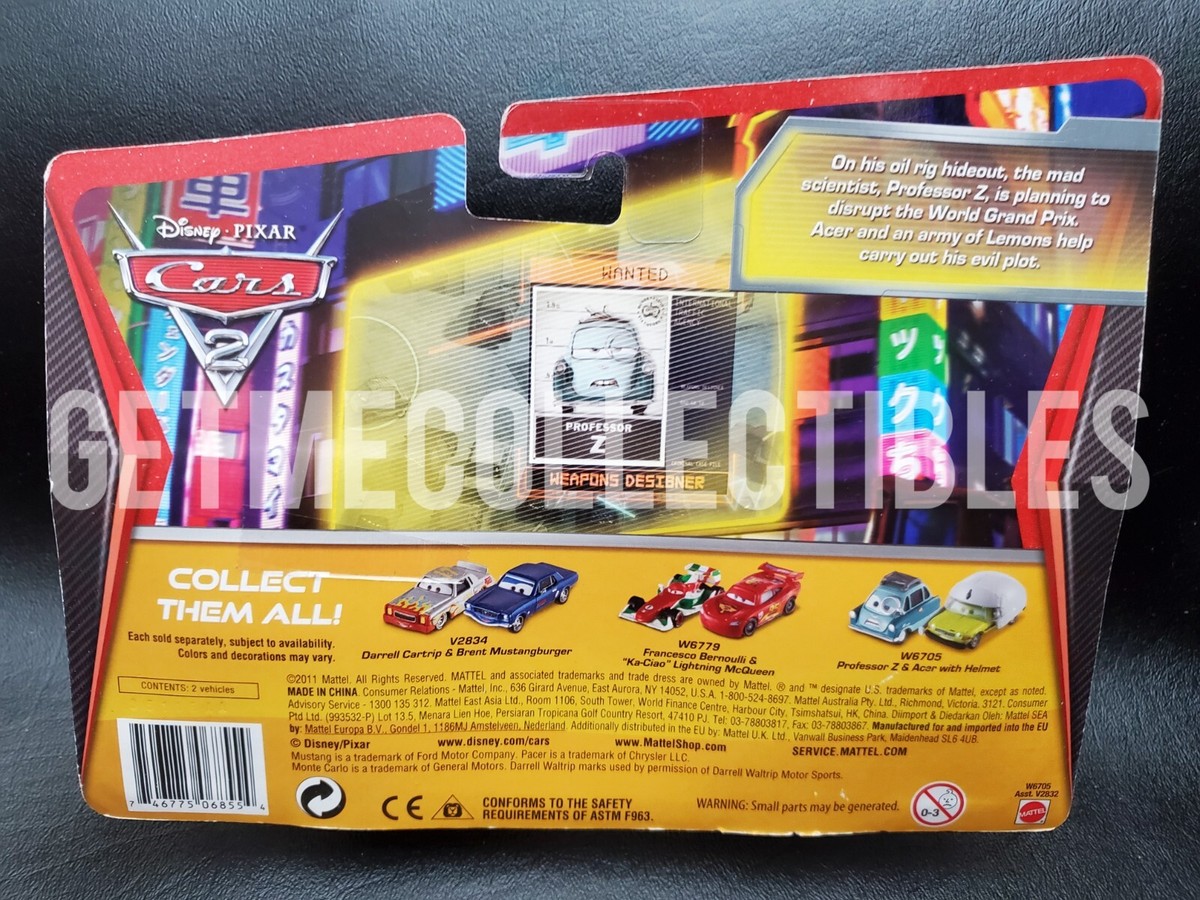 On his oil rig hideout, the mad
scientist, Professor Z, is planning to
disrupt the World Grand Prix.
Acer and an army of Lemons help
carry out his evil plot.
車
Disney · PIXAR
Cars
2
WANTED
PROFESSOR
Z
WEAPONS DESIGNER
ツ
ク
ち
GETMECOLLECTIBLES
COLLECT
THEM ALL!
Each sold separately, subject to availability.
Colors and decorations may vary.
CONTENTS: 2 vehicles
V2834
Darrell Cartrip & Brent Mustangburger
W6779
Francesco Bernoulli &
"Ka-Ciao" Lightning McQueen
W6705
Professor Z & Acer with Helmet
©2011 Mattel. All Rights Reserved. MATTEL and associated trademarks and trade dress are owned by Mattel. ® and ™ designate U.S. trademarks of Mattel, except as noted.
MADE IN CHINA. Consumer Relations - Mattel, Inc., 636 Girard Avenue, East Aurora, NY 14052, U.S.A. 1-800-524-8697. Mattel Australia Pty. Ltd., Richmond, Victoria. 3121. Consumer
Advisory Service - 1300 135 312. Mattel East Asia Ltd., Room 1106, South Tower, World Finance Centre, Harbour City, Tsimshatsui, HK, China. Diimport & Diedarkan Oleh: Mattel SEA
Ptd Ltd. (993532-P) Lot 13.5, Menara Lien Hoe, Persiaran Tropicana Golf Country Resort, 47410 PJ. Tel: 03-78803817, Fax: 03-78803867. Manufactured for and imported into the EU
by: Mattel Europa B.V., Gondel 1, 1186MJ Amstelveen, Nederland. Additionally distributed in the EU by: Mattel U.K. Ltd., Vanwall Business Park, Maidenhead SL6 4UB.
© Disney/Pixar www.disney.com/cars www.MattelShop.com SERVICE.MATTEL.COM
Mustang is a trademark of Ford Motor Company. Pacer is a trademark of Chrysler LLC.
Monte Carlo is a trademark of General Motors. Darrell Waltrip marks used by permission of Darrell Waltrip Motor Sports.
7 46775 06855 4
CE
CONFORMS TO THE SAFETY
REQUIREMENTS OF ASTM F963.
WARNING: Small parts may be generated.
0-3
W6705
Asst. V2832
MATTEL